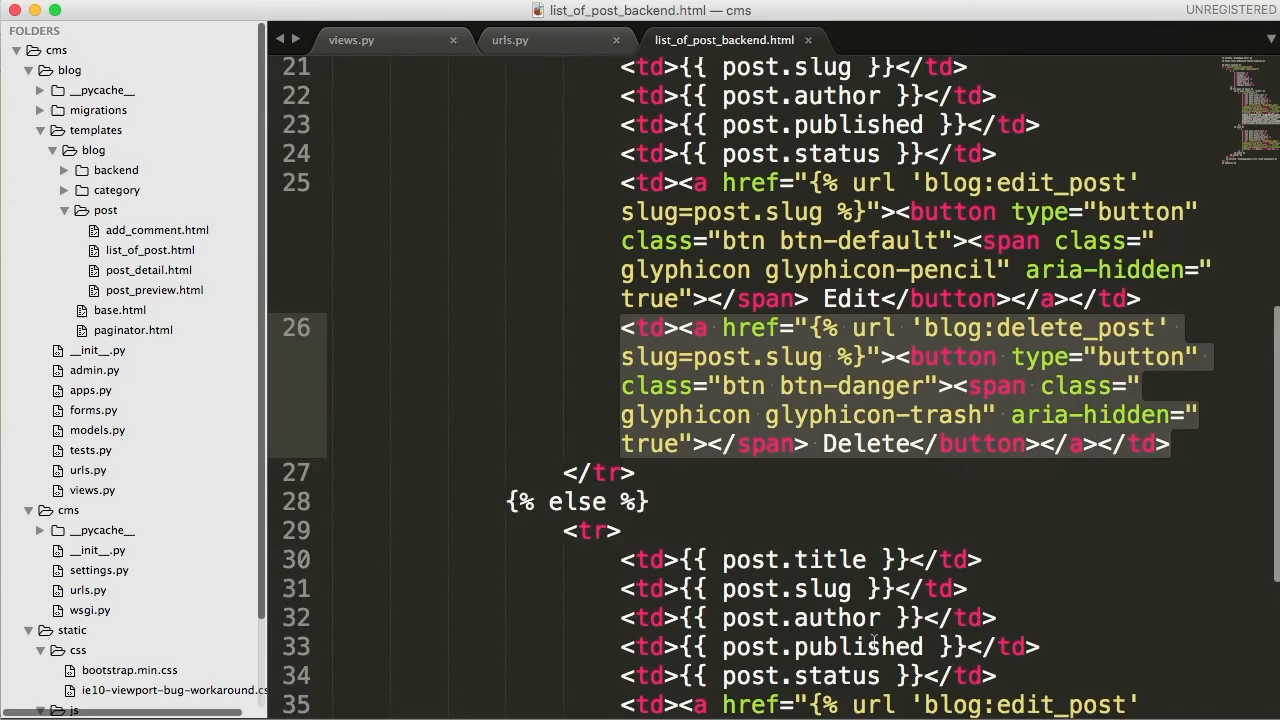 list_of_post_backend.html — cms
UNREGISTERED
FOLDERS
cms
blog
__pycache__
migrations
templates
blog
backend
category
post
add_comment.html
list_of_post.html
post_detail.html
post_preview.html
base.html
paginator.html
__init__.py
admin.py
apps.py
forms.py
models.py
tests.py
urls.py
views.py
cms
__pycache__
__init__.py
settings.py
urls.py
wsgi.py
static
css
bootstrap.min.css
ie10-viewport-bug-workaround.cs
js
views.py
urls.py
list_of_post_backend.html
21 <td>{{ post.slug }}</td>
22 <td>{{ post.author }}</td>
23 <td>{{ post.published }}</td>
24 <td>{{ post.status }}</td>
25 <td><a href="{% url 'blog:edit_post'
slug=post.slug %}"><button type="button"
class="btn btn-default"><span class="
glyphicon glyphicon-pencil" aria-hidden="
true"></span> Edit</button></a></td>
26 <td><a href="{% url 'blog:delete_post'
slug=post.slug %}"><button type="button"
class="btn btn-danger"><span class="
glyphicon glyphicon-trash" aria-hidden="
true"></span> Delete</button></a></td>
27 </tr>
28 {% else %}
29 <tr>
30 <td>{{ post.title }}</td>
31 <td>{{ post.slug }}</td>
32 <td>{{ post.author }}</td>
33 <td>{{ post.published }}</td>
34 <td>{{ post.status }}</td>
35 <td><a href="{% url 'blog:edit_post'